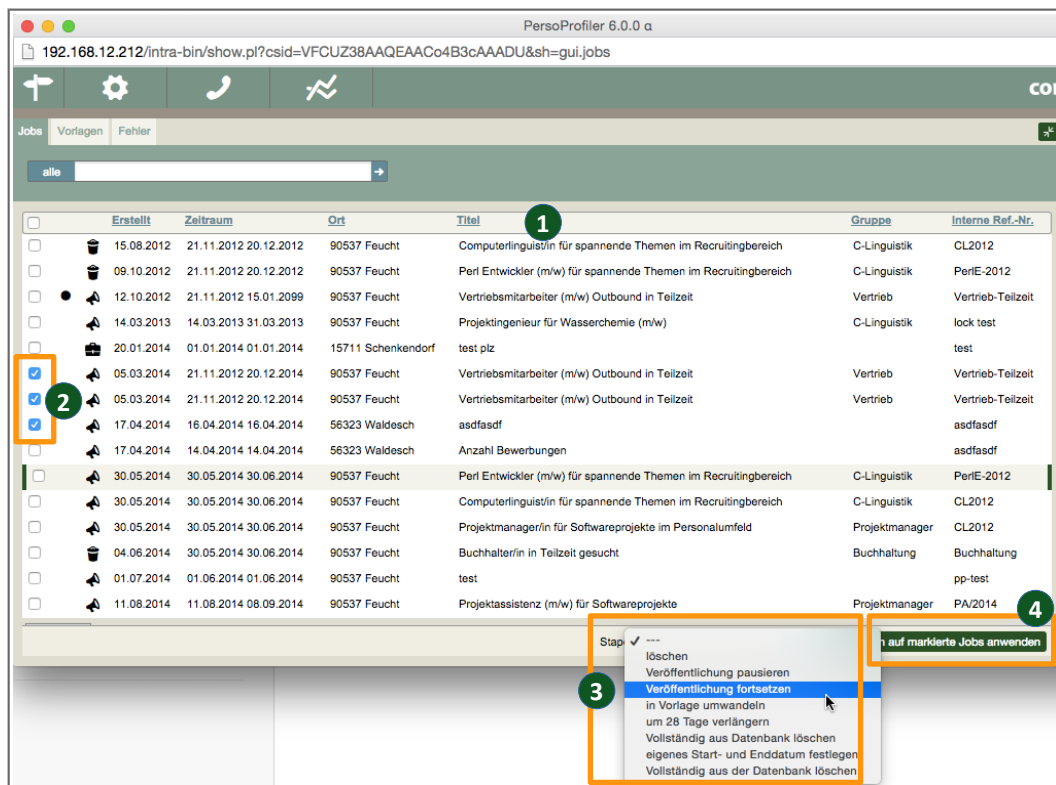 PersoProfiler 6.0.0 α
192.168.12.212/intra-bin/show.pl?csid=VFCUZ38AAQEAACo4B3cAAADU&sh=gui.jobs
cor
Jobs Vorlagen Fehler
alle
Erstellt Zeitraum Ort Titel 1 Gruppe Interne Ref.-Nr.
15.08.2012 21.11.2012 20.12.2012 90537 Feucht Computerlinguist/in für spannende Themen im Recruitingbereich C-Linguistik CL2012
09.10.2012 21.11.2012 20.12.2012 90537 Feucht Perl Entwickler (m/w) für spannende Themen im Recruitingbereich C-Linguistik PerlE-2012
12.10.2012 21.11.2012 15.01.2099 90537 Feucht Vertriebsmitarbeiter (m/w) Outbound in Teilzeit Vertrieb Vertrieb-Teilzeit
14.03.2013 14.03.2013 31.03.2013 90537 Feucht Projektingenieur für Wasserchemie (m/w) C-Linguistik lock test
20.01.2014 01.01.2014 01.01.2014 15711 Schenkendorf test plz test
05.03.2014 21.11.2012 20.12.2014 90537 Feucht Vertriebsmitarbeiter (m/w) Outbound in Teilzeit Vertrieb Vertrieb-Teilzeit
2 05.03.2014 21.11.2012 20.12.2014 90537 Feucht Vertriebsmitarbeiter (m/w) Outbound in Teilzeit Vertrieb Vertrieb-Teilzeit
17.04.2014 16.04.2014 16.04.2014 56323 Waldesch asdfasdf asdfasdf
17.04.2014 14.04.2014 14.04.2014 56323 Waldesch Anzahl Bewerbungen asdfasdf
30.05.2014 30.05.2014 30.06.2014 90537 Feucht Perl Entwickler (m/w) für spannende Themen im Recruitingbereich C-Linguistik PerlE-2012
30.05.2014 30.05.2014 30.06.2014 90537 Feucht Computerlinguist/in für spannende Themen im Recruitingbereich C-Linguistik CL2012
30.05.2014 30.05.2014 30.06.2014 90537 Feucht Projektmanager/in für Softwareprojekte im Personalumfeld Projektmanager CL2012
04.06.2014 30.05.2014 30.06.2014 90537 Feucht Buchhalter/in in Teilzeit gesucht Buchhaltung Buchhaltung
01.07.2014 01.06.2014 01.06.2014 90537 Feucht test pp-test
11.08.2014 11.08.2014 08.09.2014 90537 Feucht Projektassistenz (m/w) für Softwareprojekte Projektmanager PA/2014
4
Stape ✓ --- n auf markierte Jobs anwenden
löschen
Veröffentlichung pausieren
3 Veröffentlichung fortsetzen
in Vorlage umwandeln
um 28 Tage verlängern
Vollständig aus Datenbank löschen
eigenes Start- und Enddatum festlegen
Vollständig aus der Datenbank löschen